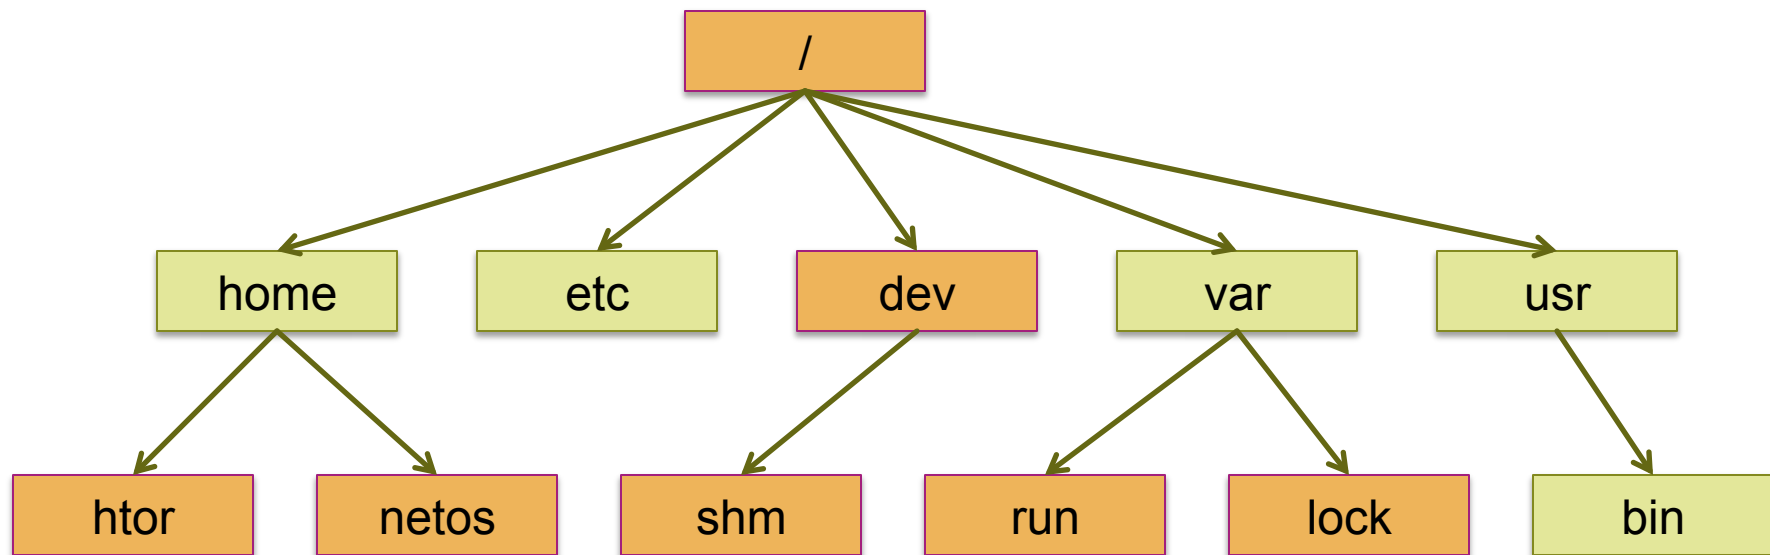 /
home
etc
dev
var
usr
htor
netos
shm
run
lock
bin